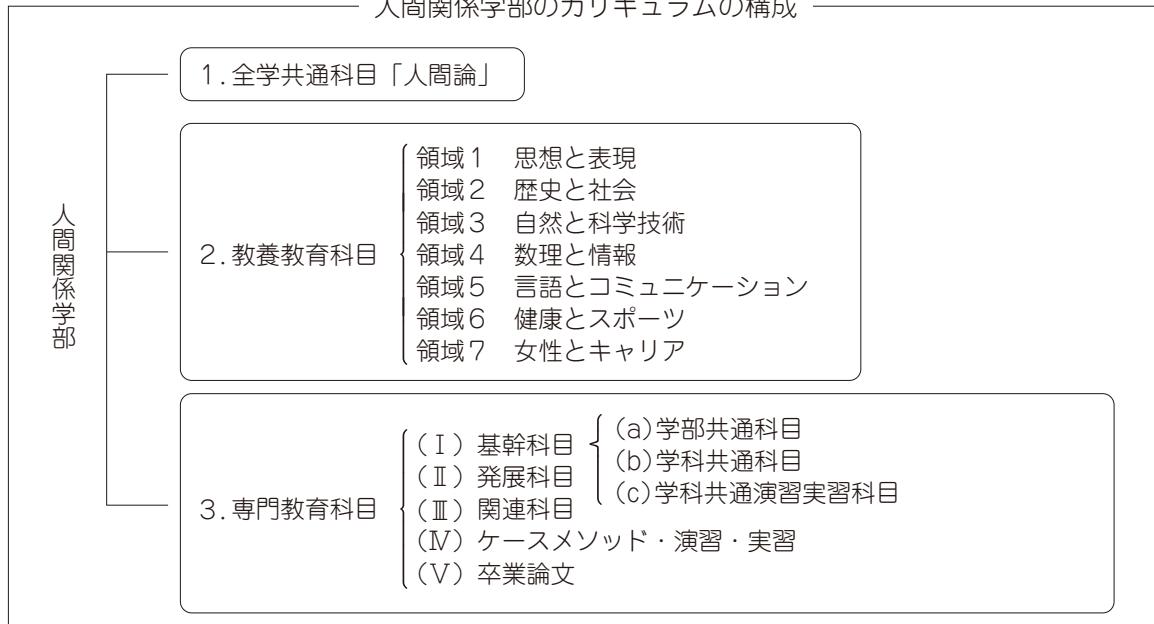 人間関係学部のカリキュラムの構成
人間関係学部
1.全学共通科目「人間論」
2.教養教育科目
領域1 思想と表現
領域2 歴史と社会
領域3 自然と科学技術
領域4 数理と情報
領域5 言語とコミュニケーション
領域6 健康とスポーツ
領域7 女性とキャリア
3.専門教育科目
(Ⅰ)基幹科目
(a)学部共通科目
(b)学科共通科目
(c)学科共通演習実習科目
(Ⅱ)発展科目
(Ⅲ)関連科目
(Ⅳ)ケースメソッド・演習・実習
(Ⅴ)卒業論文